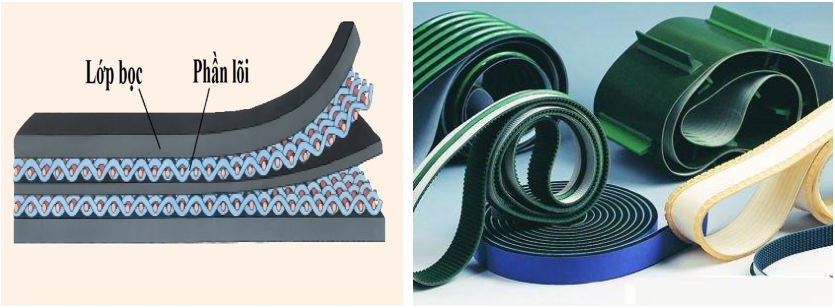 Lớp bọc
Phần lõi